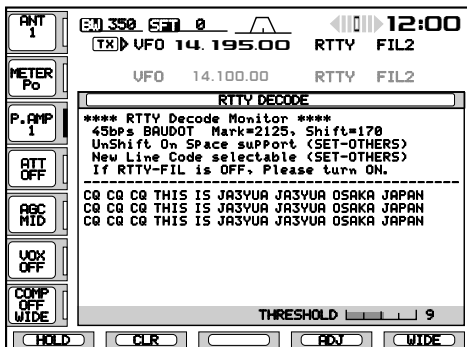 ANT 1
BW 350 SFT 0 12:00
TX VFO 14.195.00 RTTY FIL2
METER Po
VFO 14.100.00 RTTY FIL2
RTTY DECODE
P.AMP 1
**** RTTY Decode Monitor ****
45bps BAUDOT Mark=2125, Shift=170
UnShift On Space support (SET-OTHERS)
New Line Code selectable (SET-OTHERS)
If RTTY-FIL is OFF, Please turn ON.
ATT OFF
CQ CQ CQ THIS IS JA3YUA JA3YUA OSAKA JAPAN
CQ CQ CQ THIS IS JA3YUA JA3YUA OSAKA JAPAN
CQ CQ CQ THIS IS JA3YUA JA3YUA OSAKA JAPAN
AGC MID
VOX OFF
COMP OFF WIDE
THRESHOLD 9
HOLD CLR ADJ WIDE